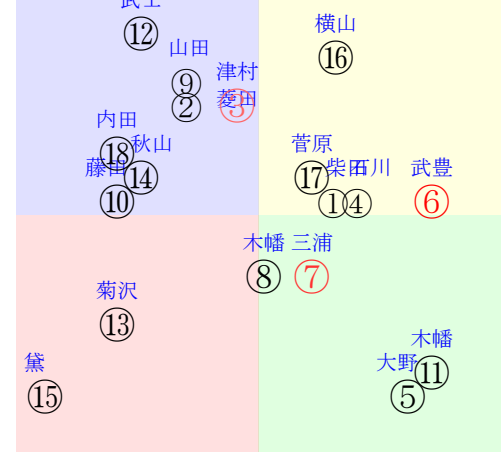 ⑫
横山
山田
⑯
津村
⑨
菱田
②
③
内田
菅原
秋山
⑱
藤田
柴田
石川
武豊
⑭
⑰
⑩
①
④
⑥
木幡
三浦
⑧
⑦
菊沢
⑬
木幡
黛
大野
⑪
⑮
⑤